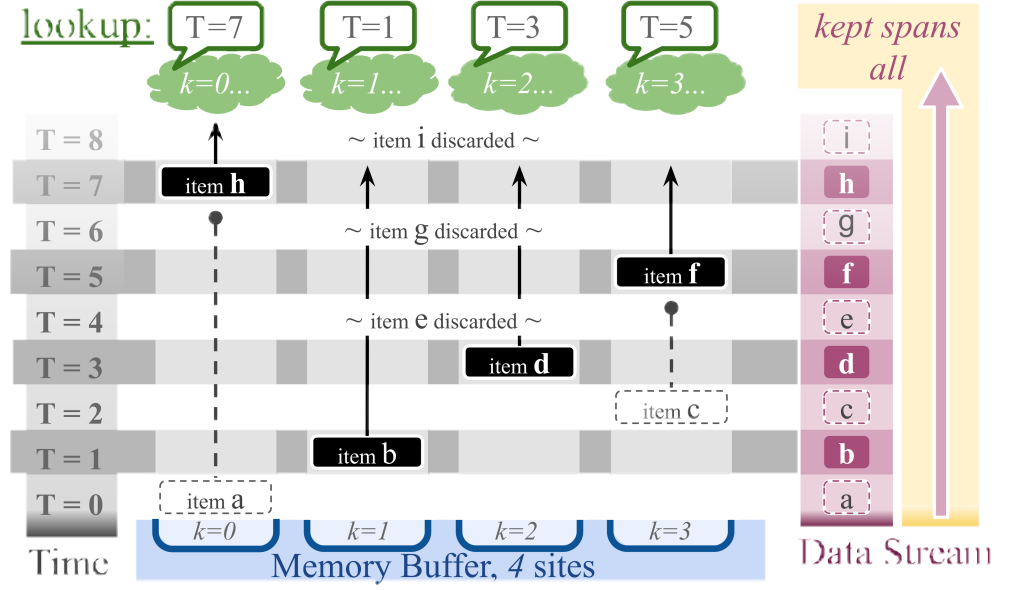 lookup: T=7 T=1 T=3 T=5 kept spans
all
k=0... k=1... k=2... k=3...
T = 8 ~ item i discarded ~ i
T = 7 item h h
T = 6 ~ item g discarded ~ g
T = 5 item f f
T = 4 ~ item e discarded ~ e
T = 3 item d d
T = 2 item c c
T = 1 item b b
T = 0 item a a
k=0 k=1 k=2 k=3
Time Memory Buffer, 4 sites Data Stream